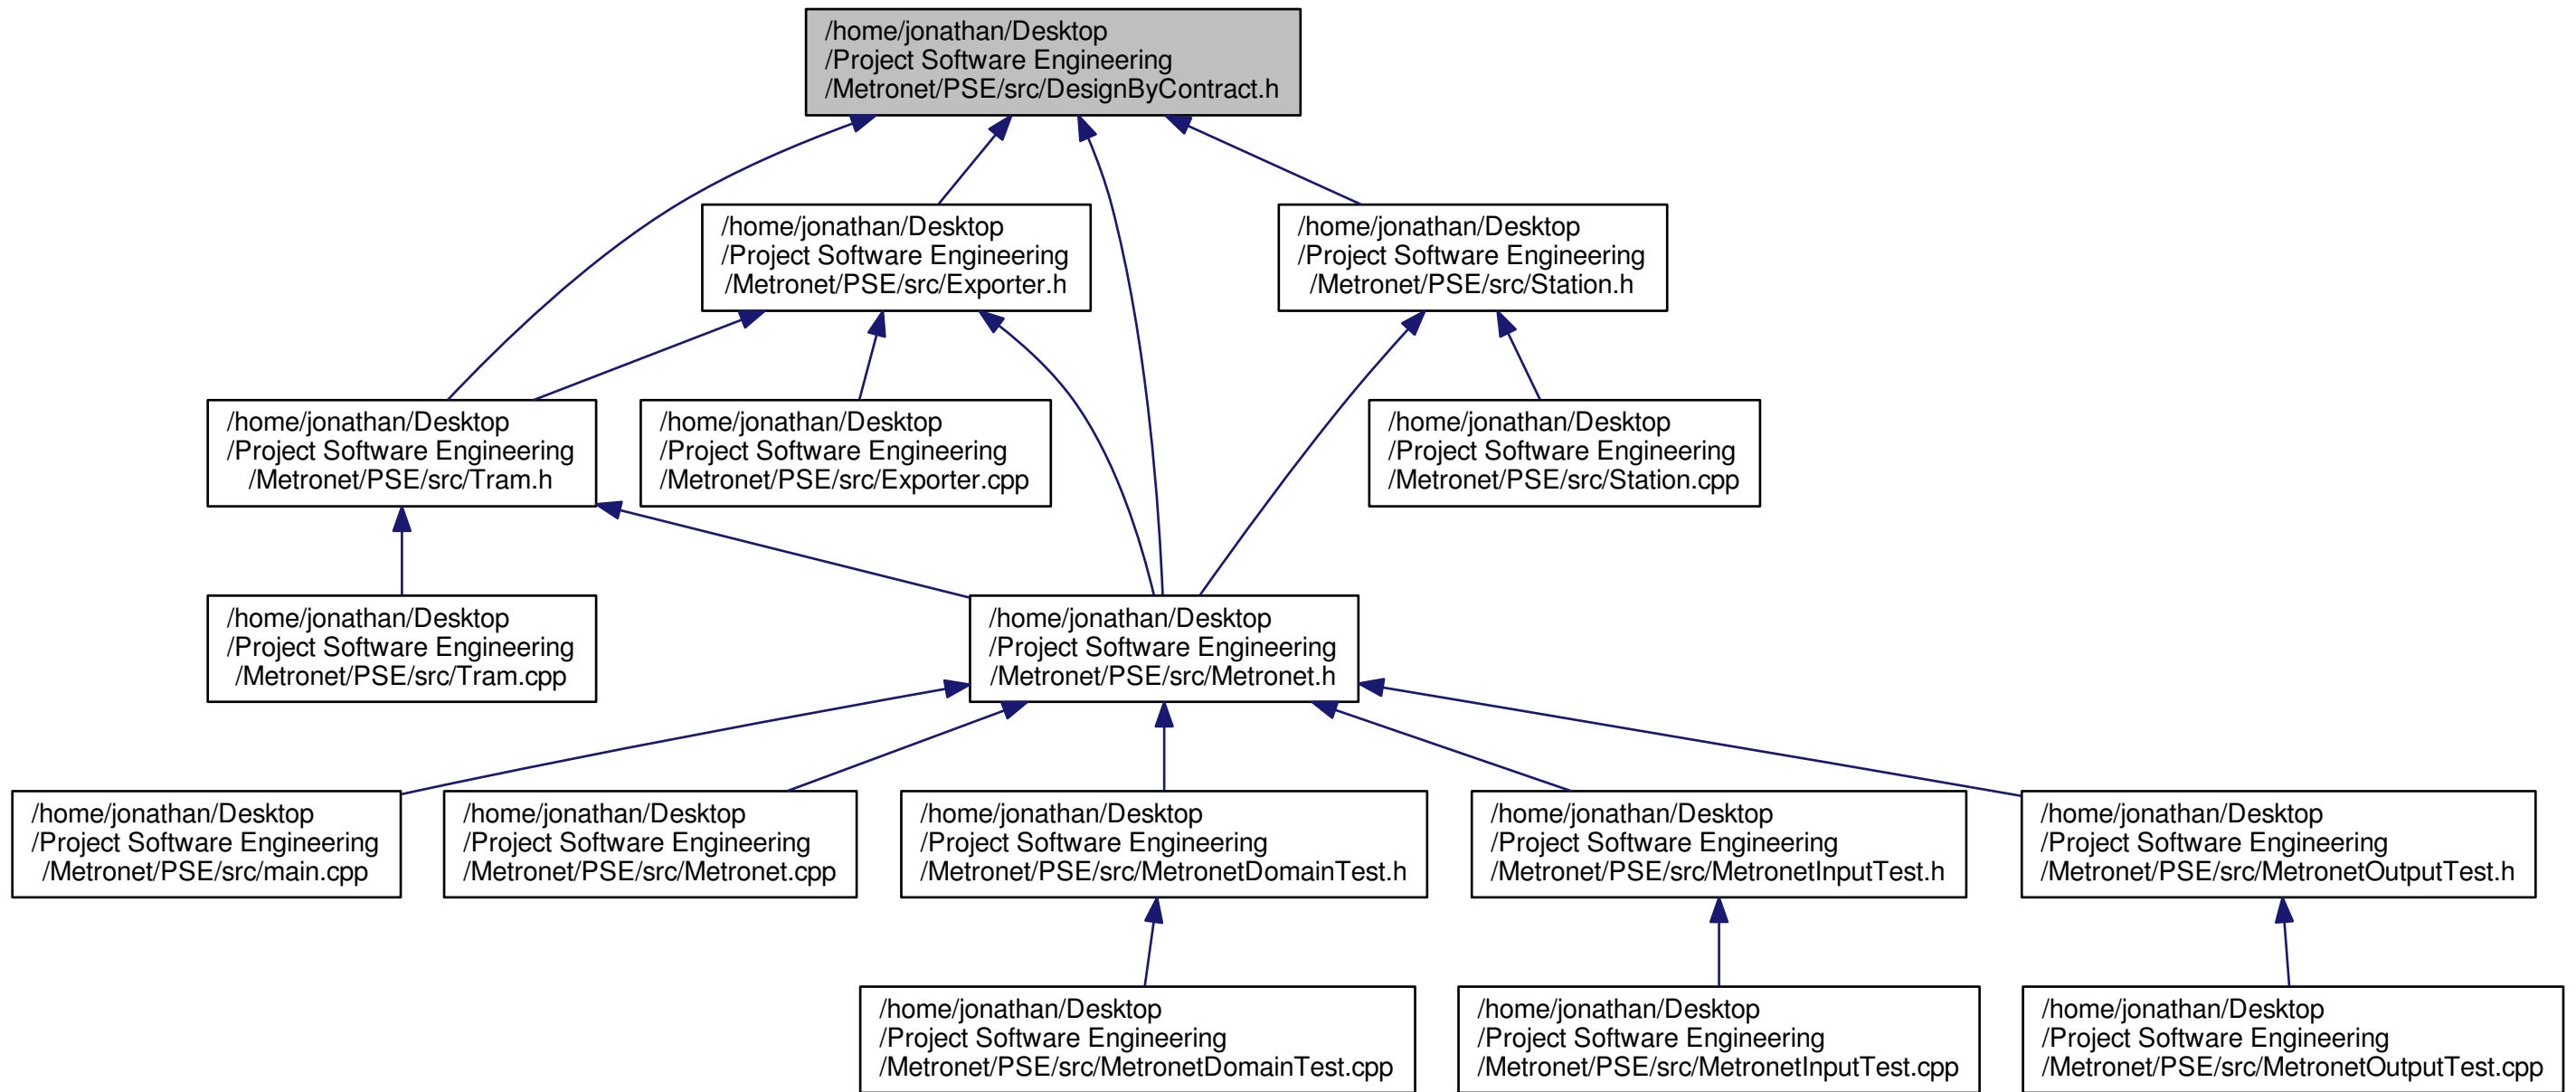 /home/jonathan/Desktop
/Project Software Engineering
/Metronet/PSE/src/DesignByContract.h
/home/jonathan/Desktop
/Project Software Engineering
/Metronet/PSE/src/Exporter.h
/home/jonathan/Desktop
/Project Software Engineering
/Metronet/PSE/src/Station.h
/home/jonathan/Desktop
/Project Software Engineering
/Metronet/PSE/src/Tram.h
/home/jonathan/Desktop
/Project Software Engineering
/Metronet/PSE/src/Exporter.cpp
/home/jonathan/Desktop
/Project Software Engineering
/Metronet/PSE/src/Station.cpp
/home/jonathan/Desktop
/Project Software Engineering
/Metronet/PSE/src/Tram.cpp
/home/jonathan/Desktop
/Project Software Engineering
/Metronet/PSE/src/Metronet.h
/home/jonathan/Desktop
/Project Software Engineering
/Metronet/PSE/src/main.cpp
/home/jonathan/Desktop
/Project Software Engineering
/Metronet/PSE/src/Metronet.cpp
/home/jonathan/Desktop
/Project Software Engineering
/Metronet/PSE/src/MetronetDomainTest.h
/home/jonathan/Desktop
/Project Software Engineering
/Metronet/PSE/src/MetronetInputTest.h
/home/jonathan/Desktop
/Project Software Engineering
/Metronet/PSE/src/MetronetOutputTest.h
/home/jonathan/Desktop
/Project Software Engineering
/Metronet/PSE/src/MetronetDomainTest.cpp
/home/jonathan/Desktop
/Project Software Engineering
/Metronet/PSE/src/MetronetInputTest.cpp
/home/jonathan/Desktop
/Project Software Engineering
/Metronet/PSE/src/MetronetOutputTest.cpp